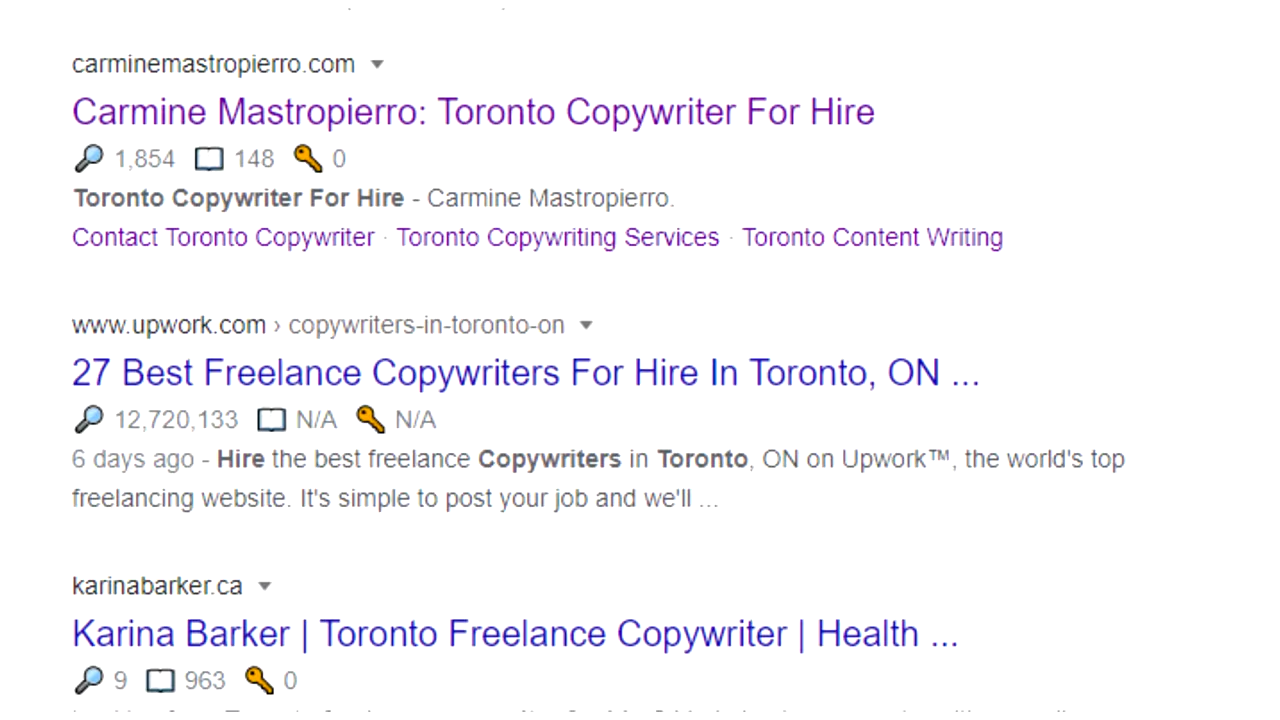 carminemastropierro.com
Carmine Mastropierro: Toronto Copywriter For Hire
1,854 148 0
Toronto Copywriter For Hire - Carmine Mastropierro.
Contact Toronto Copywriter · Toronto Copywriting Services · Toronto Content Writing
www.upwork.com › copywriters-in-toronto-on
27 Best Freelance Copywriters For Hire In Toronto, ON ...
12,720,133 N/A N/A
6 days ago - Hire the best freelance Copywriters in Toronto, ON on Upwork™, the world's top
freelancing website. It's simple to post your job and we'll ...
karinabarker.ca
Karina Barker | Toronto Freelance Copywriter | Health ...
9 963 0